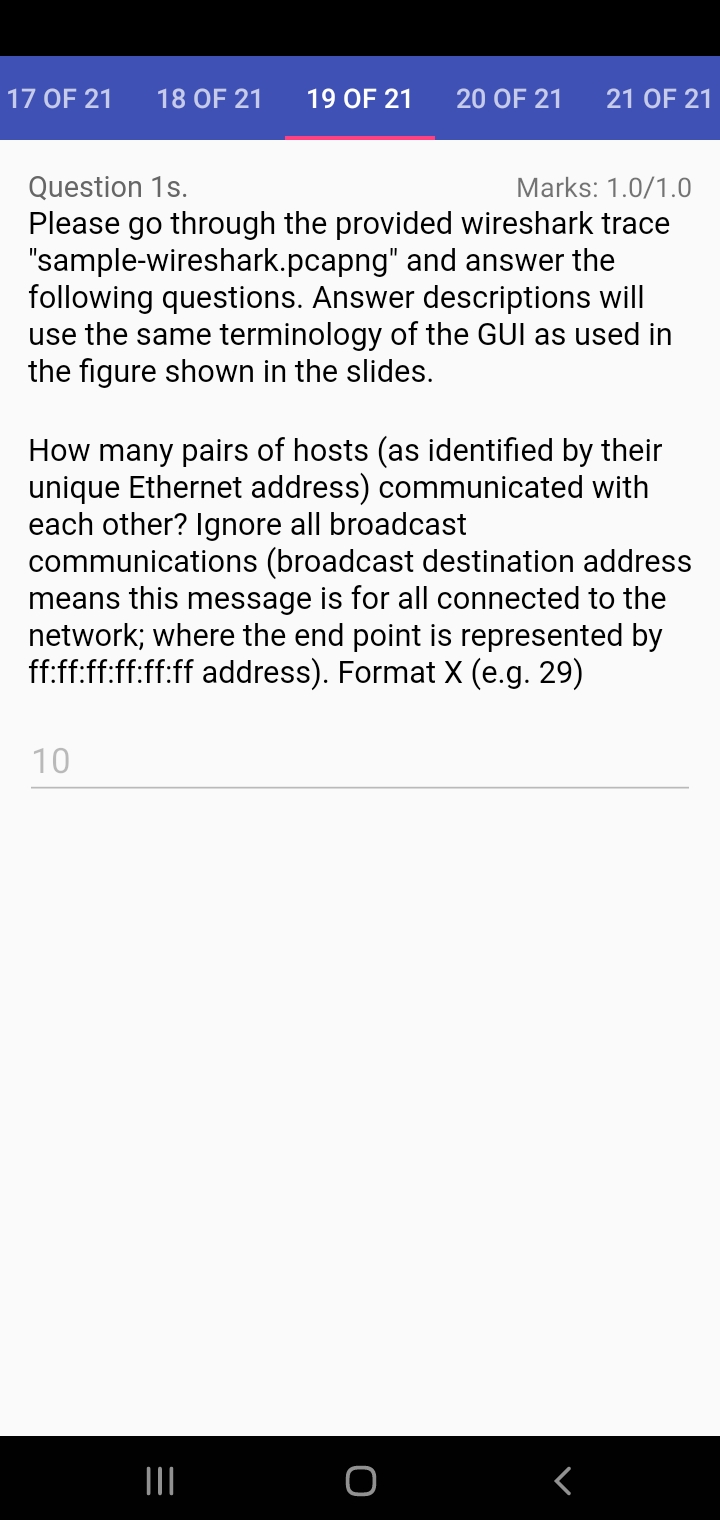 17 OF 21 18 OF 21 19 OF 21 20 OF 21 21 OF 21
Question 1s. Marks: 1.0/1.0
Please go through the provided wireshark trace
"sample-wireshark.pcapng" and answer the
following questions. Answer descriptions will
use the same terminology of the GUI as used in
the figure shown in the slides.
How many pairs of hosts (as identified by their
unique Ethernet address) communicated with
each other? Ignore all broadcast
communications (broadcast destination address
means this message is for all connected to the
network; where the end point is represented by
ff:ff:ff:ff:ff:ff address). Format X (e.g. 29)
10